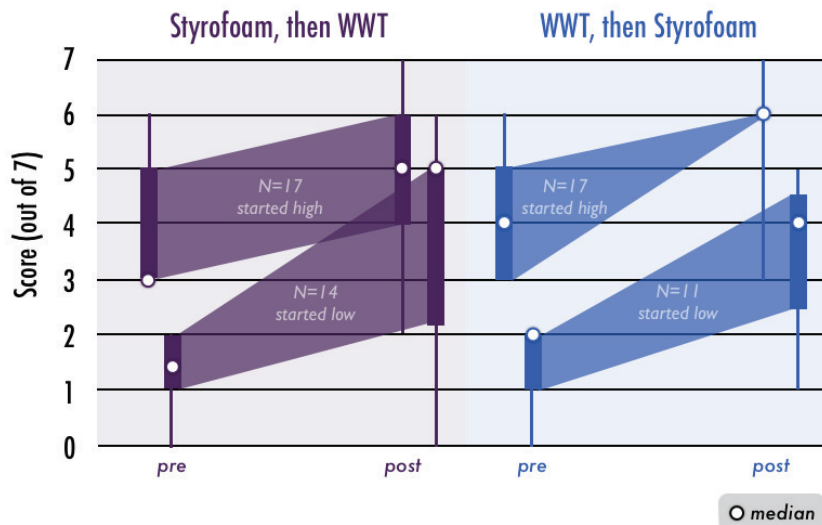 Styrofoam, then WWT
WWT, then Styrofoam
Score (out of 7)
7
6
5
4
3
2
1
0
N=17
started high
N=14
started low
N=17
started high
N=11
started low
pre
post
pre
post
median